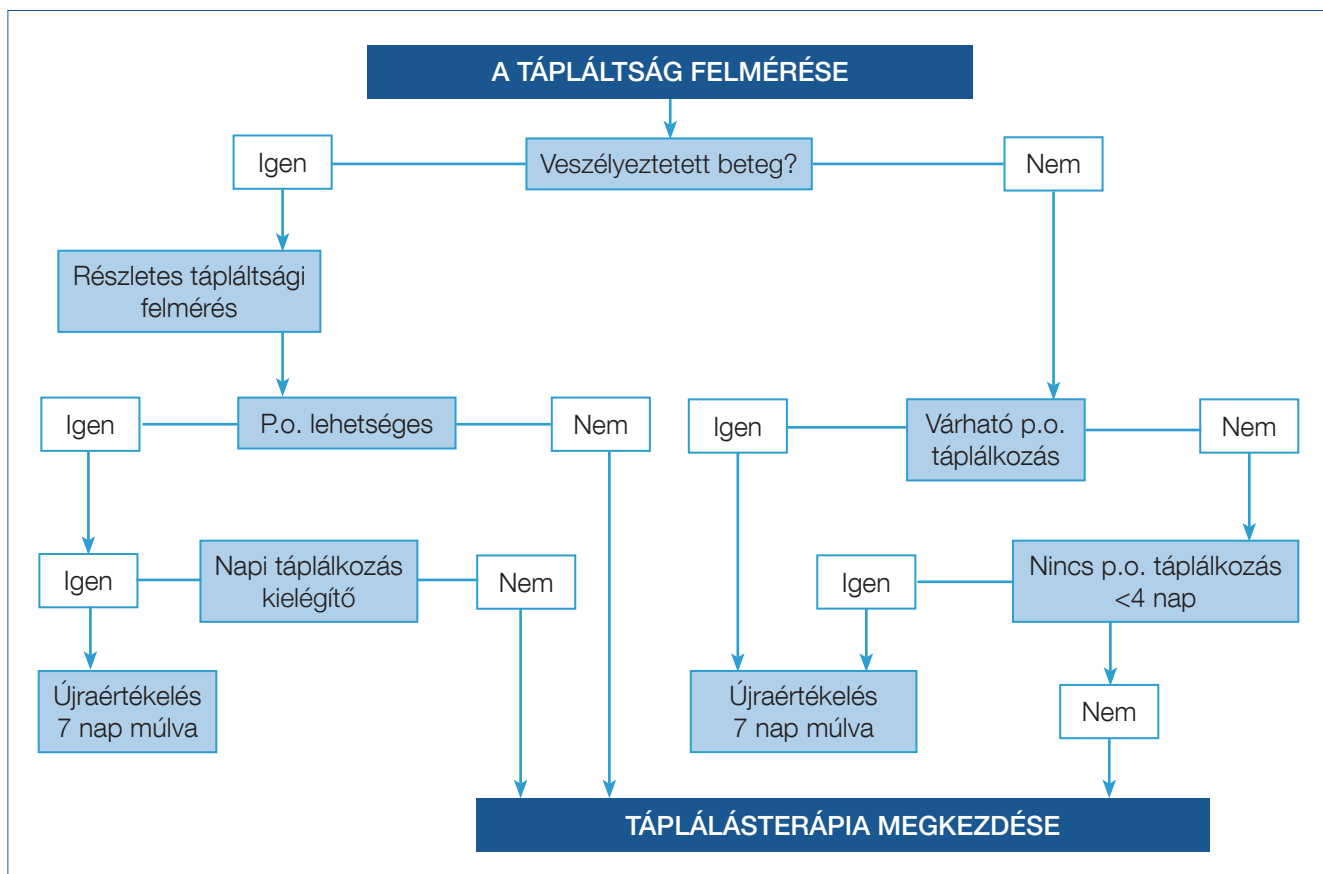 A TÁPLÁLTSÁG FELMÉRÉSE
Igen
Veszélyeztetett beteg?
Nem
Részletes tápláltsági
felmérés
Igen
P.o. lehetséges
Nem
Igen
Várható p.o.
táplálkozás
Nem
Igen
Napi táplálkozás
kielégítő
Nem
Igen
Nincs p.o. táplálkozás
<4 nap
Újraértékelés
7 nap múlva
Újraértékelés
7 nap múlva
Nem
TÁPLÁLÁSTERÁPIA MEGKEZDÉSE